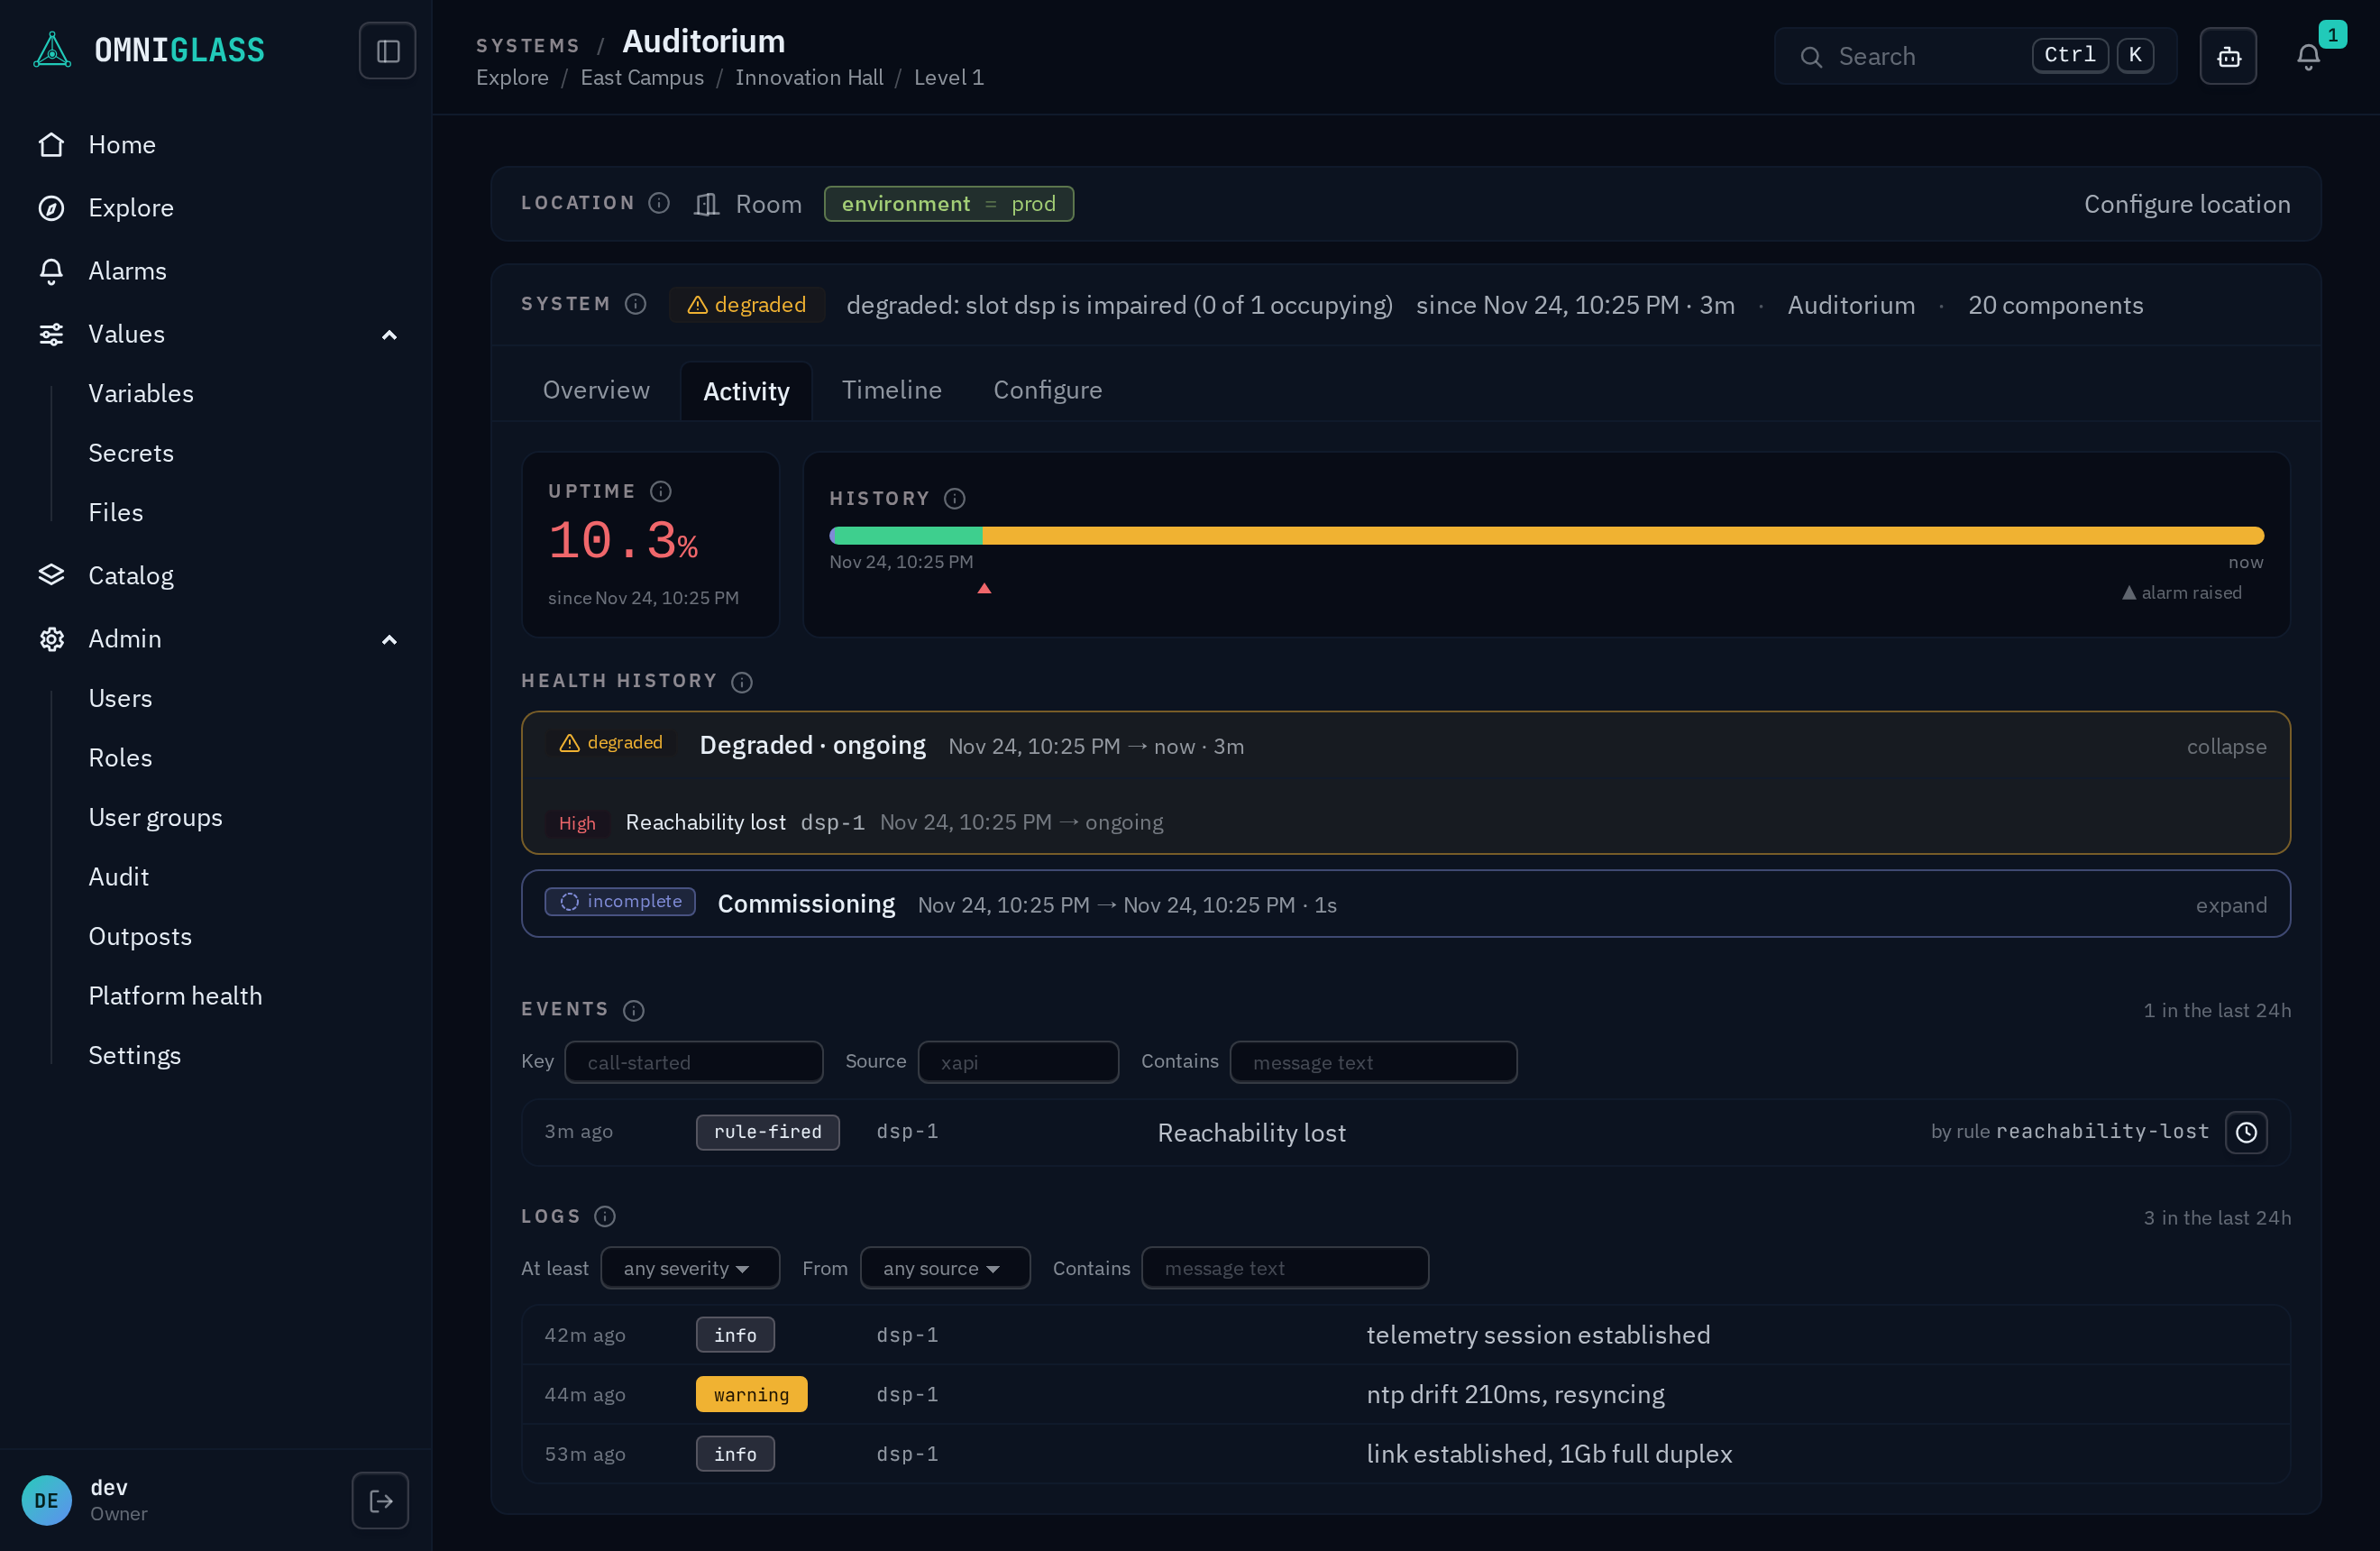 OMNIGLASS
Home
Explore
Alarms
Values
Variables
Secrets
Files
Catalog
Admin
Users
Roles
User groups
Audit
Outposts
Platform health
Settings
DE
dev
Owner
SYSTEMS / Auditorium
Explore / East Campus / Innovation Hall / Level 1
Search Ctrl K
1
LOCATION Room environment = prod Configure location
SYSTEM degraded degraded: slot dsp is impaired (0 of 1 occupying) since Nov 24, 10:25 PM · 3m · Auditorium · 20 components
Overview Activity Timeline Configure
UPTIME
10.3%
since Nov 24, 10:25 PM
HISTORY
Nov 24, 10:25 PM now
▲ alarm raised
HEALTH HISTORY
degraded Degraded · ongoing Nov 24, 10:25 PM → now · 3m collapse
High Reachability lost dsp-1 Nov 24, 10:25 PM → ongoing
incomplete Commissioning Nov 24, 10:25 PM → Nov 24, 10:25 PM · 1s expand
EVENTS 1 in the last 24h
Key call-started Source xapi Contains message text
3m ago rule-fired dsp-1 Reachability lost by rule reachability-lost
LOGS 3 in the last 24h
At least any severity From any source Contains message text
42m ago info dsp-1 telemetry session established
44m ago warning dsp-1 ntp drift 210ms, resyncing
53m ago info dsp-1 link established, 1Gb full duplex